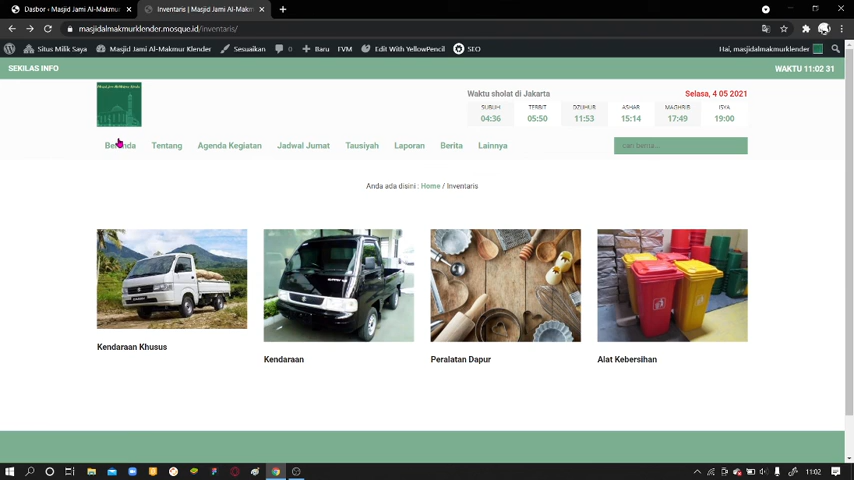 Dasbor ‹ Masjid Jami Al-Makmur
Inventaris | Masjid Jami Al-Makm
masjidalmakmurklender.mosque.id/inventaris/
Situs Milik Saya
Masjid Jami Al-Makmur Klender
Sesuaikan
0
Baru
FVM
Edit With YellowPencil
SEO
Hai, masjidalmakmurklender
SEKILAS INFO
WAKTU 11:02 31
Waktu sholat di Jakarta
Selasa, 4 05 2021
SUBUH TERBIT DZUHUR ASHAR MAGHRIB ISYA
04:36 05:50 11:53 15:14 17:49 19:00
Beranda Tentang Agenda Kegiatan Jadwal Jumat Tausiyah Laporan Berita Lainnya
cari berita...
Anda ada disini : Home / Inventaris
Kendaraan Khusus
Kendaraan
Peralatan Dapur
Alat Kebersihan
11:02